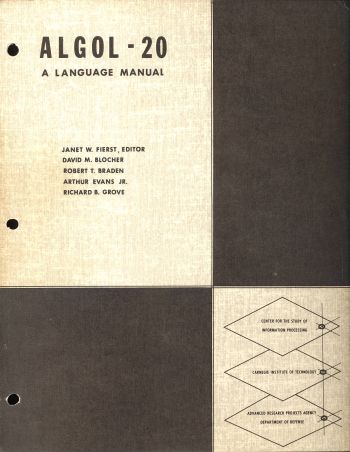 ALGOL - 20
A LANGUAGE MANUAL
JANET W. FIERST, EDITOR
DAVID M. BLOCHER
ROBERT T. BRADEN
ARTHUR EVANS JR.
RICHARD B. GROVE
CENTER FOR THE STUDY OF
INFORMATION PROCESSING
CARNEGIE INSTITUTE OF TECHNOLOGY
ADVANCED RESEARCH PROJECTS AGENCY
DEPARTMENT OF DEFENSE